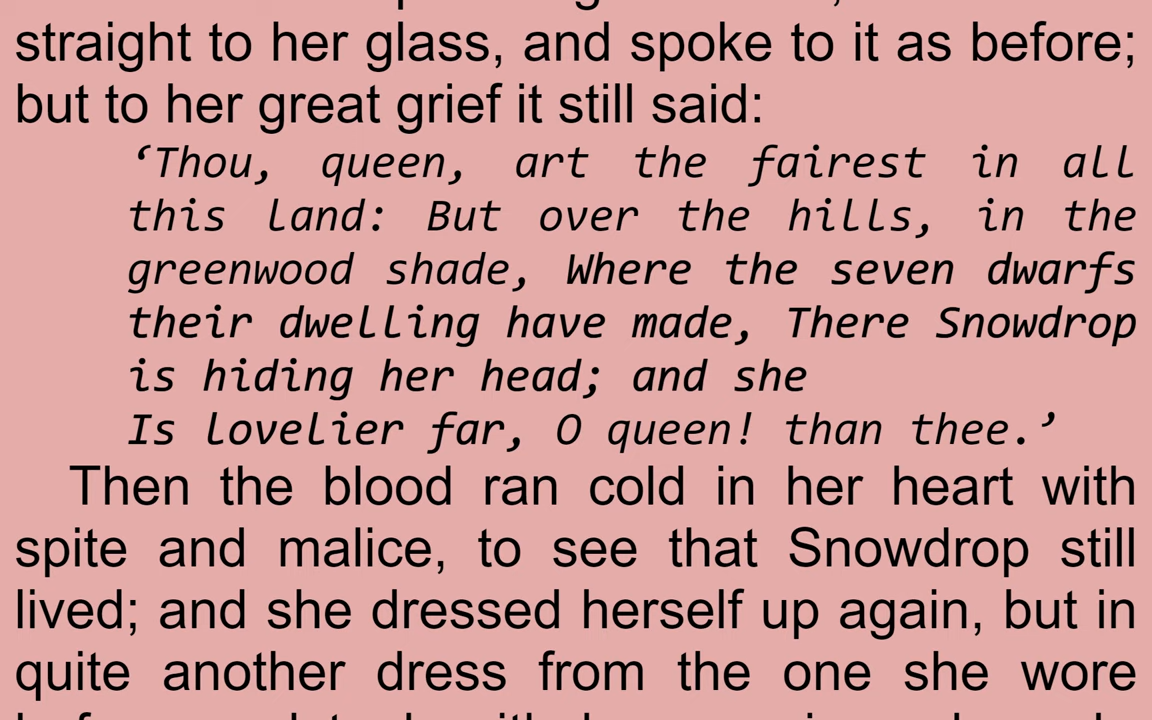 straight to her glass, and spoke to it as before;
but to her great grief it still said:
‘Thou, queen, art the fairest in all
this land: But over the hills, in the
greenwood shade, Where the seven dwarfs
their dwelling have made, There Snowdrop
is hiding her head; and she
Is lovelier far, O queen! than thee.’
Then the blood ran cold in her heart with
spite and malice, to see that Snowdrop still
lived; and she dressed herself up again, but in
quite another dress from the one she wore